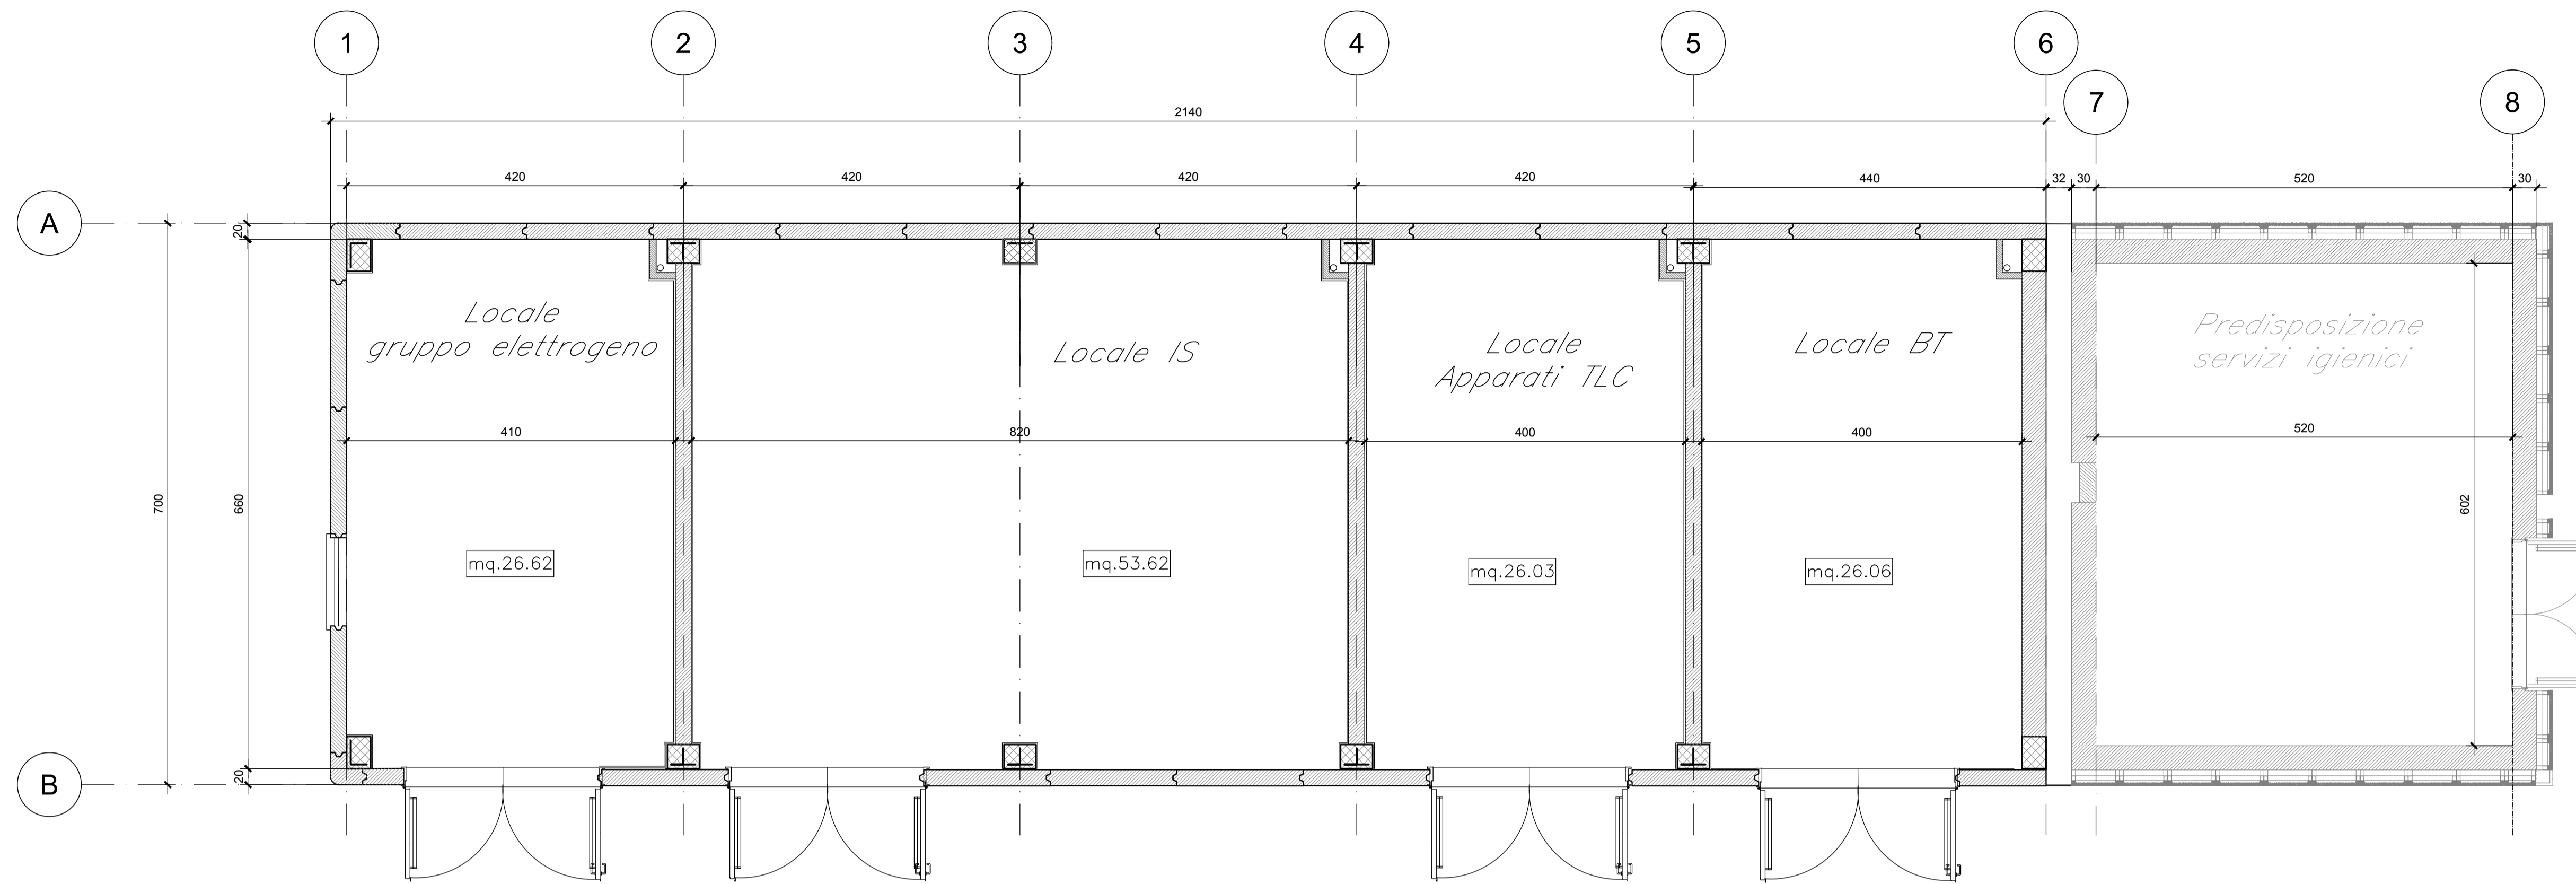 1 2 3 4 5 6
7 8
2140
420 420 420 420 440 32 30 520 30
A
20
Locale
gruppo elettrogeno
Locale IS
Locale
Apparati TLC
Locale BT
Predisposizione
servizi igienici
410 820 400 400 520
700 660 602
mq.26.62 mq.53.62 mq.26.03 mq.26.06
20
B